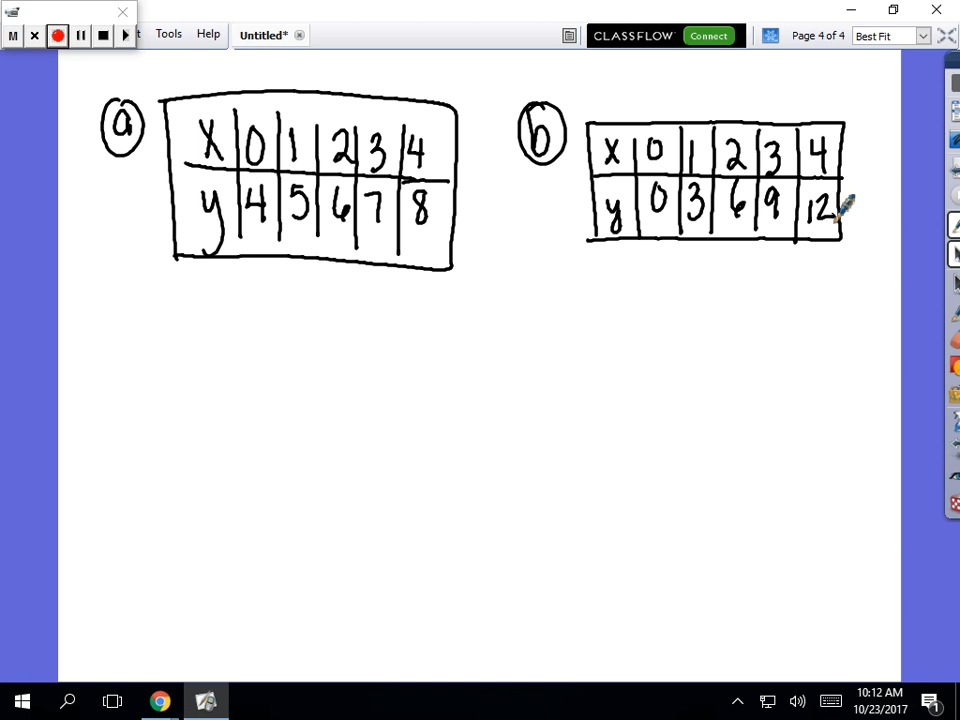 M
t Tools Help Untitled* CLASSFLOW Connect Page 4 of 4 Best Fit
a
x 0 1 2 3 4
y 4 5 6 7 8
b
x 0 1 2 3 4
y 0 3 6 9 12
10:12 AM
10/23/2017
1